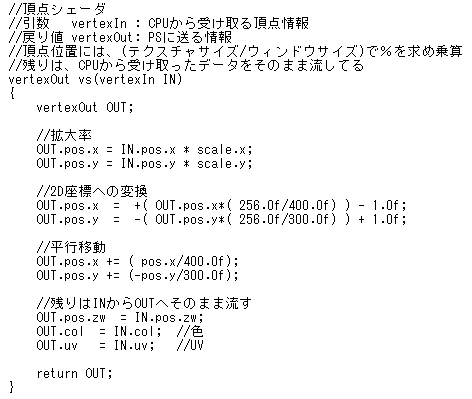 //頂点シェーダ
//引数　 vertexIn : CPUから受け取る頂点情報
//戻り値 vertexOut: PSに送る情報
//頂点位置には、(テクスチャサイズ/ウィンドウサイズ)で％を求め乗算
//残りは、CPUから受け取ったデータをそのまま流してる
vertexOut vs(vertexIn IN)
{
    vertexOut OUT;
    //拡大率
    OUT.pos.x = IN.pos.x * scale.x;
    OUT.pos.y = IN.pos.y * scale.y;
    //2D座標への変換
    OUT.pos.x  =  +( OUT.pos.x*( 256.0f/400.0f) ) - 1.0f;
    OUT.pos.y  =  -( OUT.pos.y*( 256.0f/300.0f) ) + 1.0f;
    //平行移動
    OUT.pos.x += ( pos.x/400.0f);
    OUT.pos.y += (-pos.y/300.0f);
    //残りはINからOUTへそのまま流す
    OUT.pos.zw  = IN.pos.zw;
    OUT.col  = IN.col;  //色
    OUT.uv   = IN.uv;   //UV
    return OUT;
}